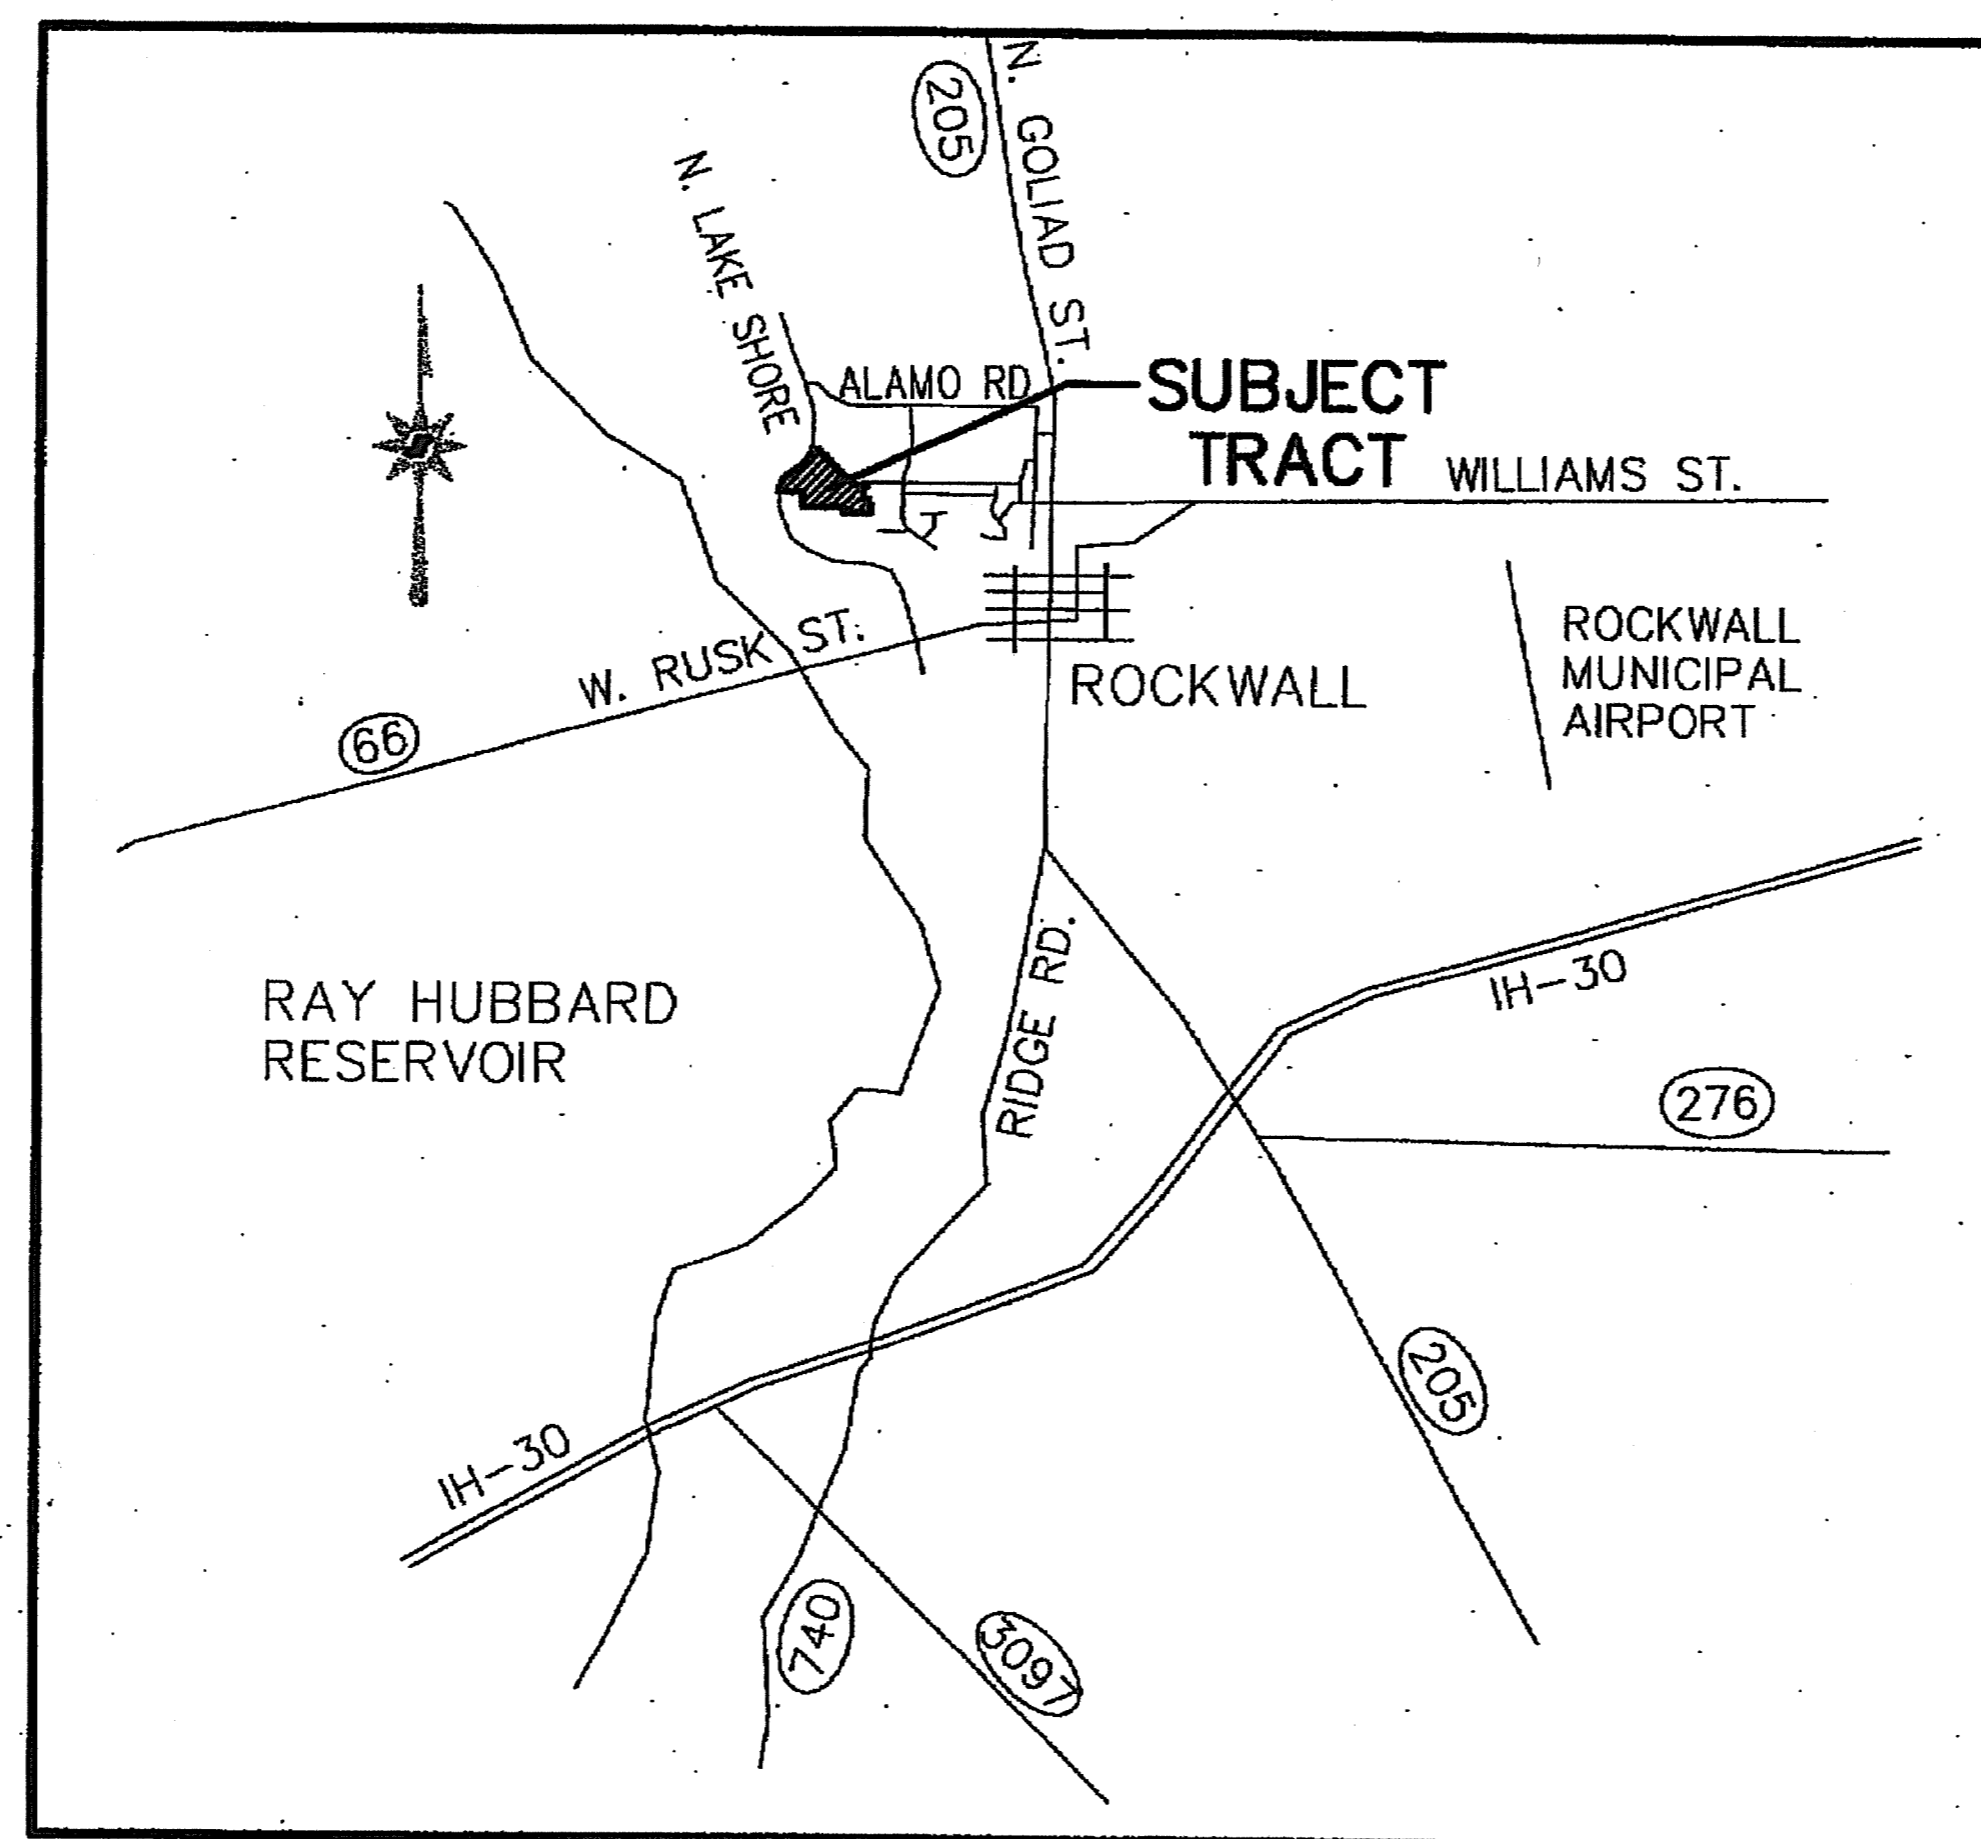 N. GOLIAD ST.
205
N. LAKE SHORE
ALAMO RD
SUBJECT
TRACT
WILLIAMS ST.
W. RUSK ST.
66
ROCKWALL
ROCKWALL
MUNICIPAL
AIRPORT
RAY HUBBARD
RESERVOIR
RIDGE RD.
IH-30
276
205
IH-30
740
3097